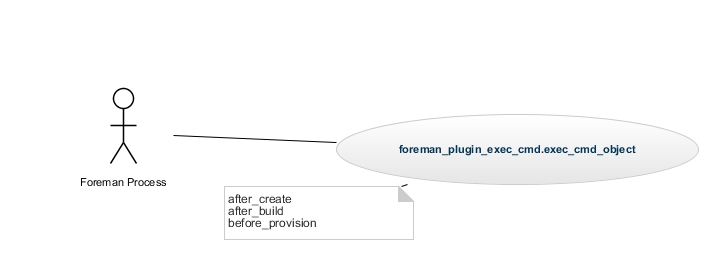 foreman_plugin_exec_cmd.exec_cmd_object
Foreman Process
after_create
after_build
before_provision